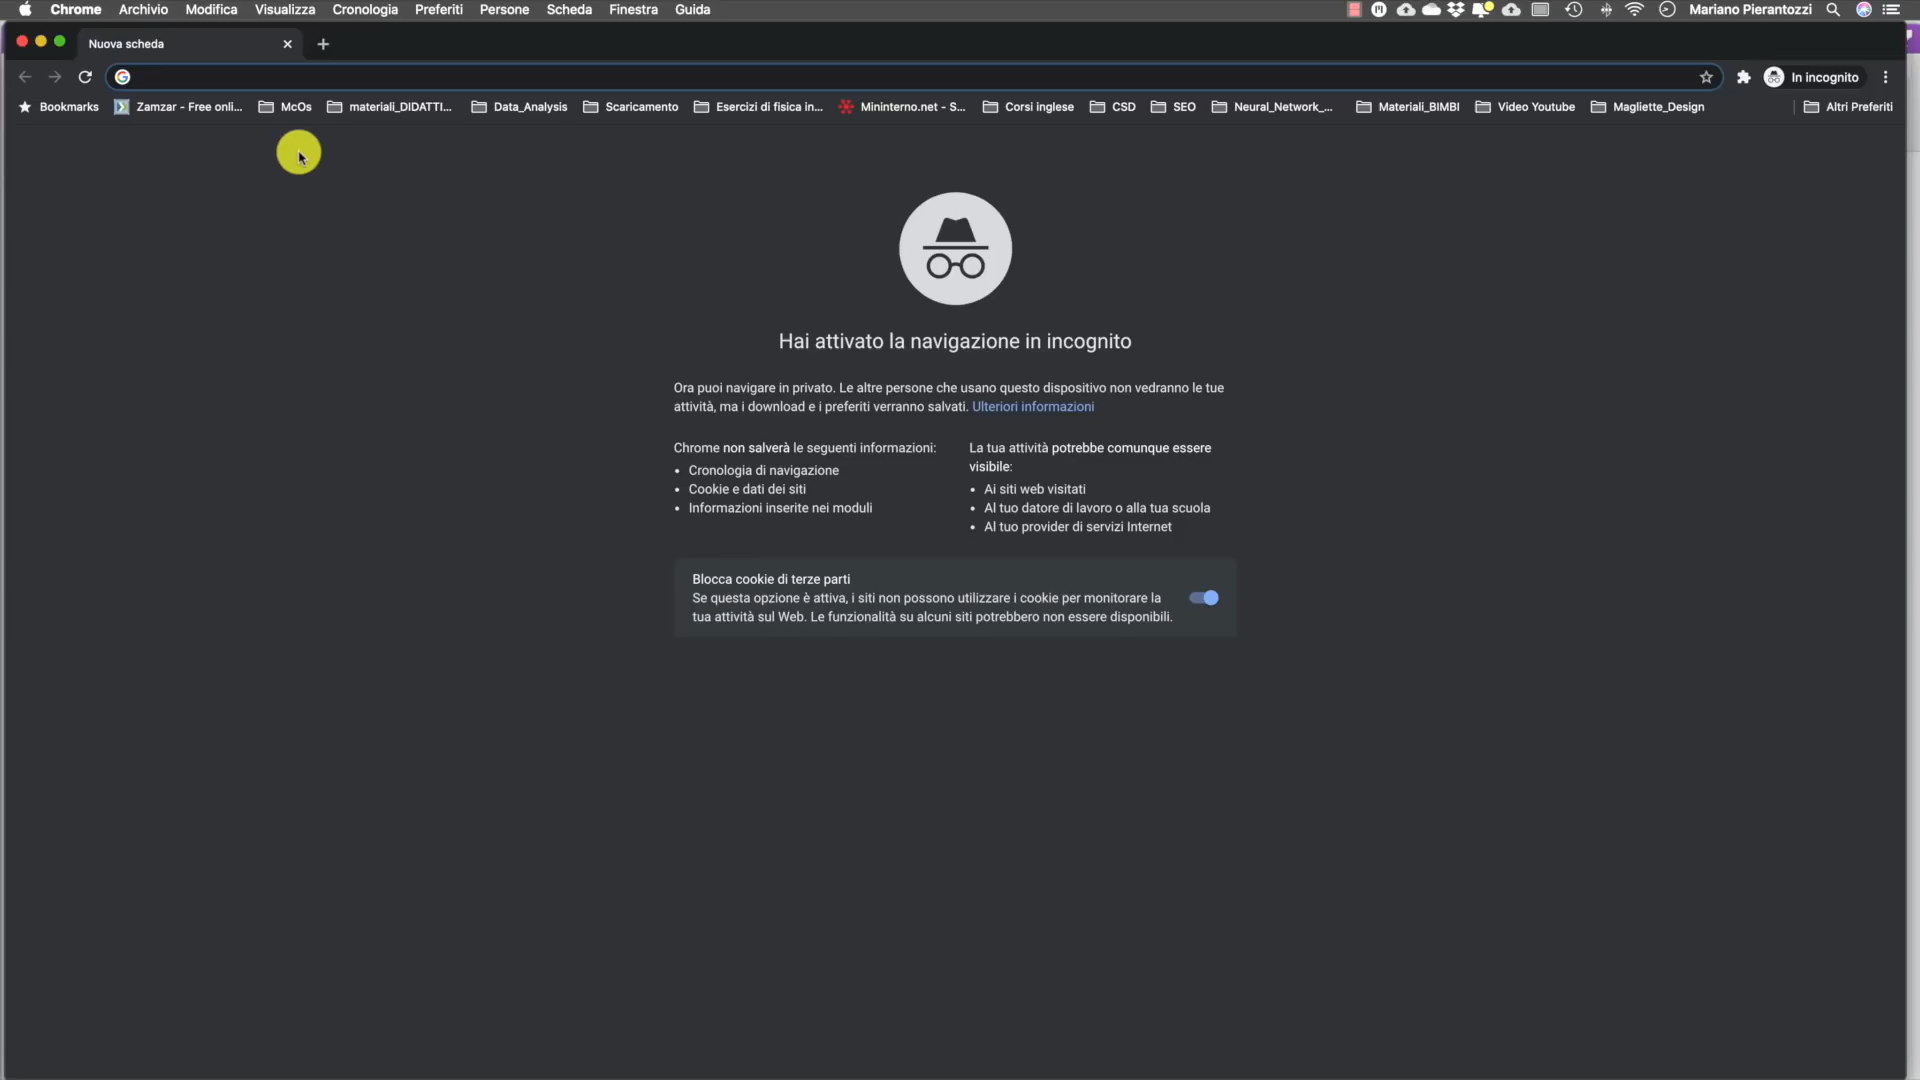 Chrome Archivio Modifica Visualizza Cronologia Preferiti Persone Scheda Finestra Guida Mariano Pierantozzi
Nuova scheda
In incognito
Bookmarks Zamzar - Free onli... McOs materiali_DIDATTI... Data_Analysis Scaricamento Esercizi di fisica in... Mininterno.net - S... Corsi inglese CSD SEO Neural_Network_... Materiali_BIMBI Video Youtube Magliette_Design Altri Preferiti
Hai attivato la navigazione in incognito
Ora puoi navigare in privato. Le altre persone che usano questo dispositivo non vedranno le tue
attività, ma i download e i preferiti verranno salvati. Ulteriori informazioni
Chrome non salverà le seguenti informazioni:
• Cronologia di navigazione
• Cookie e dati dei siti
• Informazioni inserite nei moduli
La tua attività potrebbe comunque essere
visibile:
• Ai siti web visitati
• Al tuo datore di lavoro o alla tua scuola
• Al tuo provider di servizi Internet
Blocca cookie di terze parti
Se questa opzione è attiva, i siti non possono utilizzare i cookie per monitorare la
tua attività sul Web. Le funzionalità su alcuni siti potrebbero non essere disponibili.